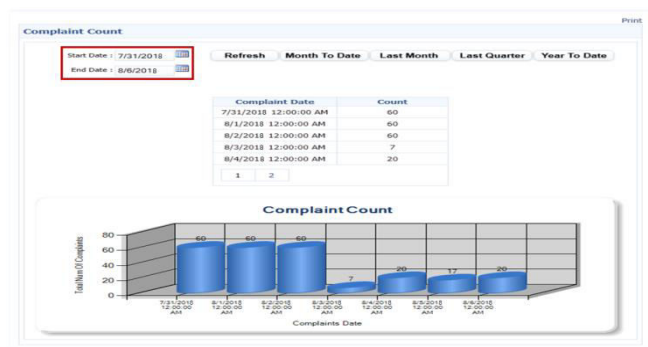 Print
Complaint Count
Start Date : 7/31/2018
End Date : 8/6/2018
Refresh Month To Date Last Month Last Quarter Year To Date
Complaint Date Count
7/31/2018 12:00:00 AM 60
8/1/2018 12:00:00 AM 60
8/2/2018 12:00:00 AM 60
8/3/2018 12:00:00 AM 7
8/4/2018 12:00:00 AM 20
1 2
Complaint Count
Total Num Of Complaints
80
60
40
20
0
60 60 60 7 20 17 20
7/31/2018 8/1/2018 8/2/2018 8/3/2018 8/4/2018 8/5/2018 8/6/2018
12:00:00 12:00:00 12:00:00 12:00:00 12:00:00 12:00:00 12:00:00
AM AM AM AM AM AM AM
Complaints Date